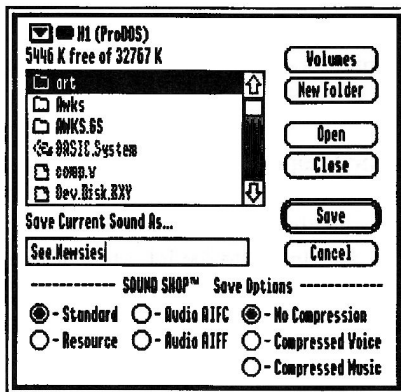 H1 (ProDOS)
5446 K free of 32767 K
art
Awks
AWKS.GS
BASIC.System
comp.v
Dev.Disk.BXY
Volumes
New Folder
Open
Close
Save
Cancel
Save Current Sound As...
See.Newsies
SOUND SHOP™ Save Options
- Standard - Audio AIFC - No Compression
- Resource - Audio AIFF - Compressed Voice
- Compressed Music